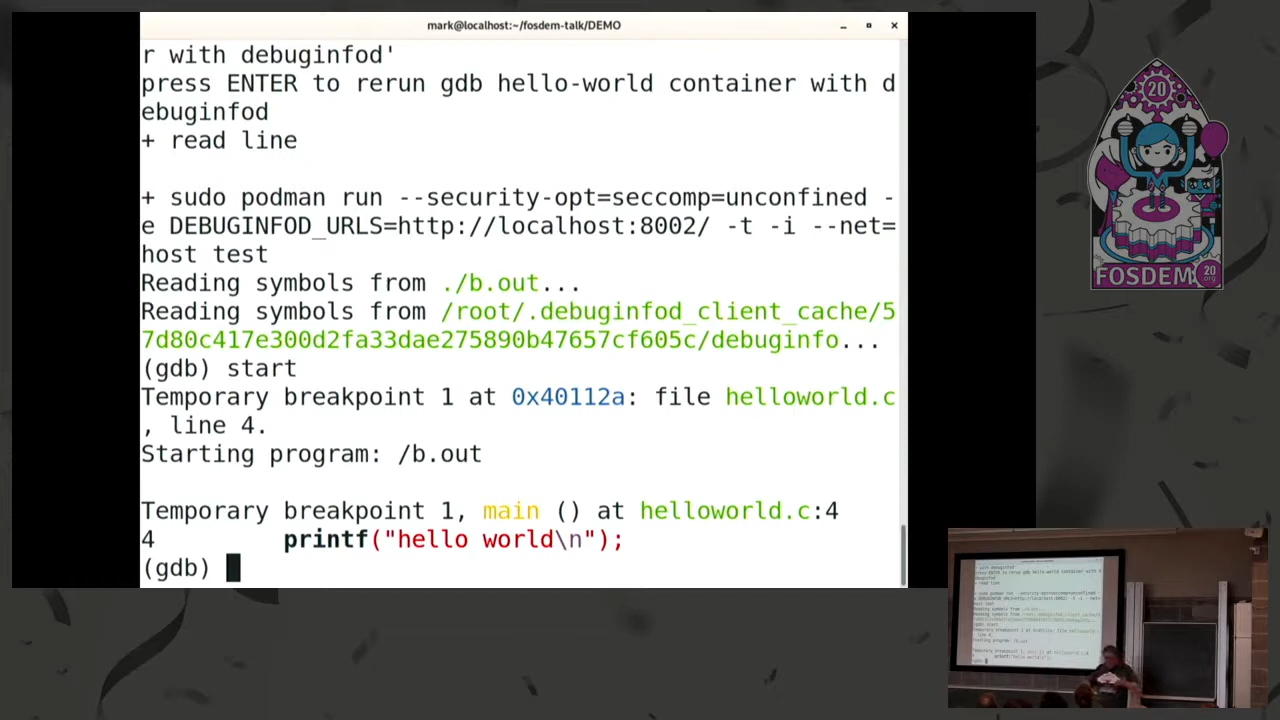 mark@localhost:~/fosdem-talk/DEMO
r with debuginfod'
press ENTER to rerun gdb hello-world container with d
ebuginfod
+ read line
+ sudo podman run --security-opt=seccomp=unconfined -
e DEBUGINFOD_URLS=http://localhost:8002/ -t -i --net=
host test
Reading symbols from ./b.out...
Reading symbols from /root/.debuginfod_client_cache/5
7d80c417e300d2fa33dae275890b47657cf605c/debuginfo...
(gdb) start
Temporary breakpoint 1 at 0x40112a: file helloworld.c
, line 4.
Starting program: /b.out
Temporary breakpoint 1, main () at helloworld.c:4
4 printf("hello world\n");
(gdb)
20
FOSDEM 20
.org